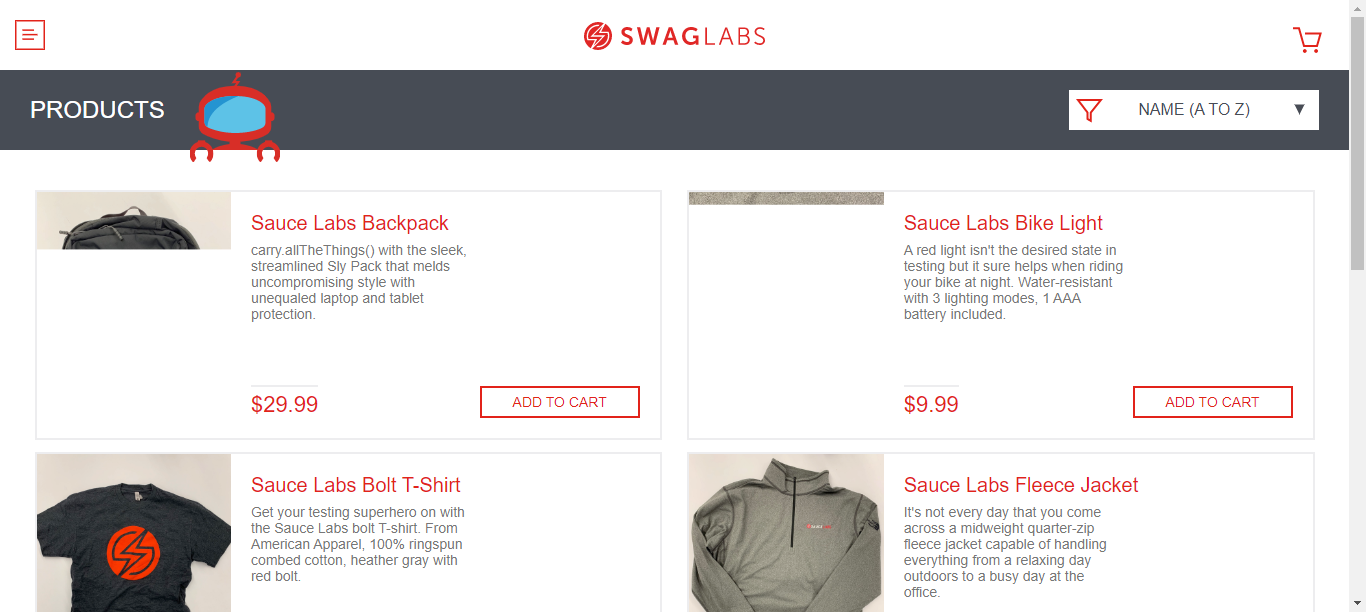 SWAGLABS
PRODUCTS
NAME (A TO Z)
Sauce Labs Backpack
carry.allTheThings() with the sleek,
streamlined Sly Pack that melds
uncompromising style with
unequaled laptop and tablet
protection.
$29.99
ADD TO CART
Sauce Labs Bike Light
A red light isn't the desired state in
testing but it sure helps when riding
your bike at night. Water-resistant
with 3 lighting modes, 1 AAA
battery included.
$9.99
ADD TO CART
Sauce Labs Bolt T-Shirt
Get your testing superhero on with
the Sauce Labs bolt T-shirt. From
American Apparel, 100% ringspun
combed cotton, heather gray with
red bolt.
Sauce Labs Fleece Jacket
It's not every day that you come
across a midweight quarter-zip
fleece jacket capable of handling
everything from a relaxing day
outdoors to a busy day at the
office.